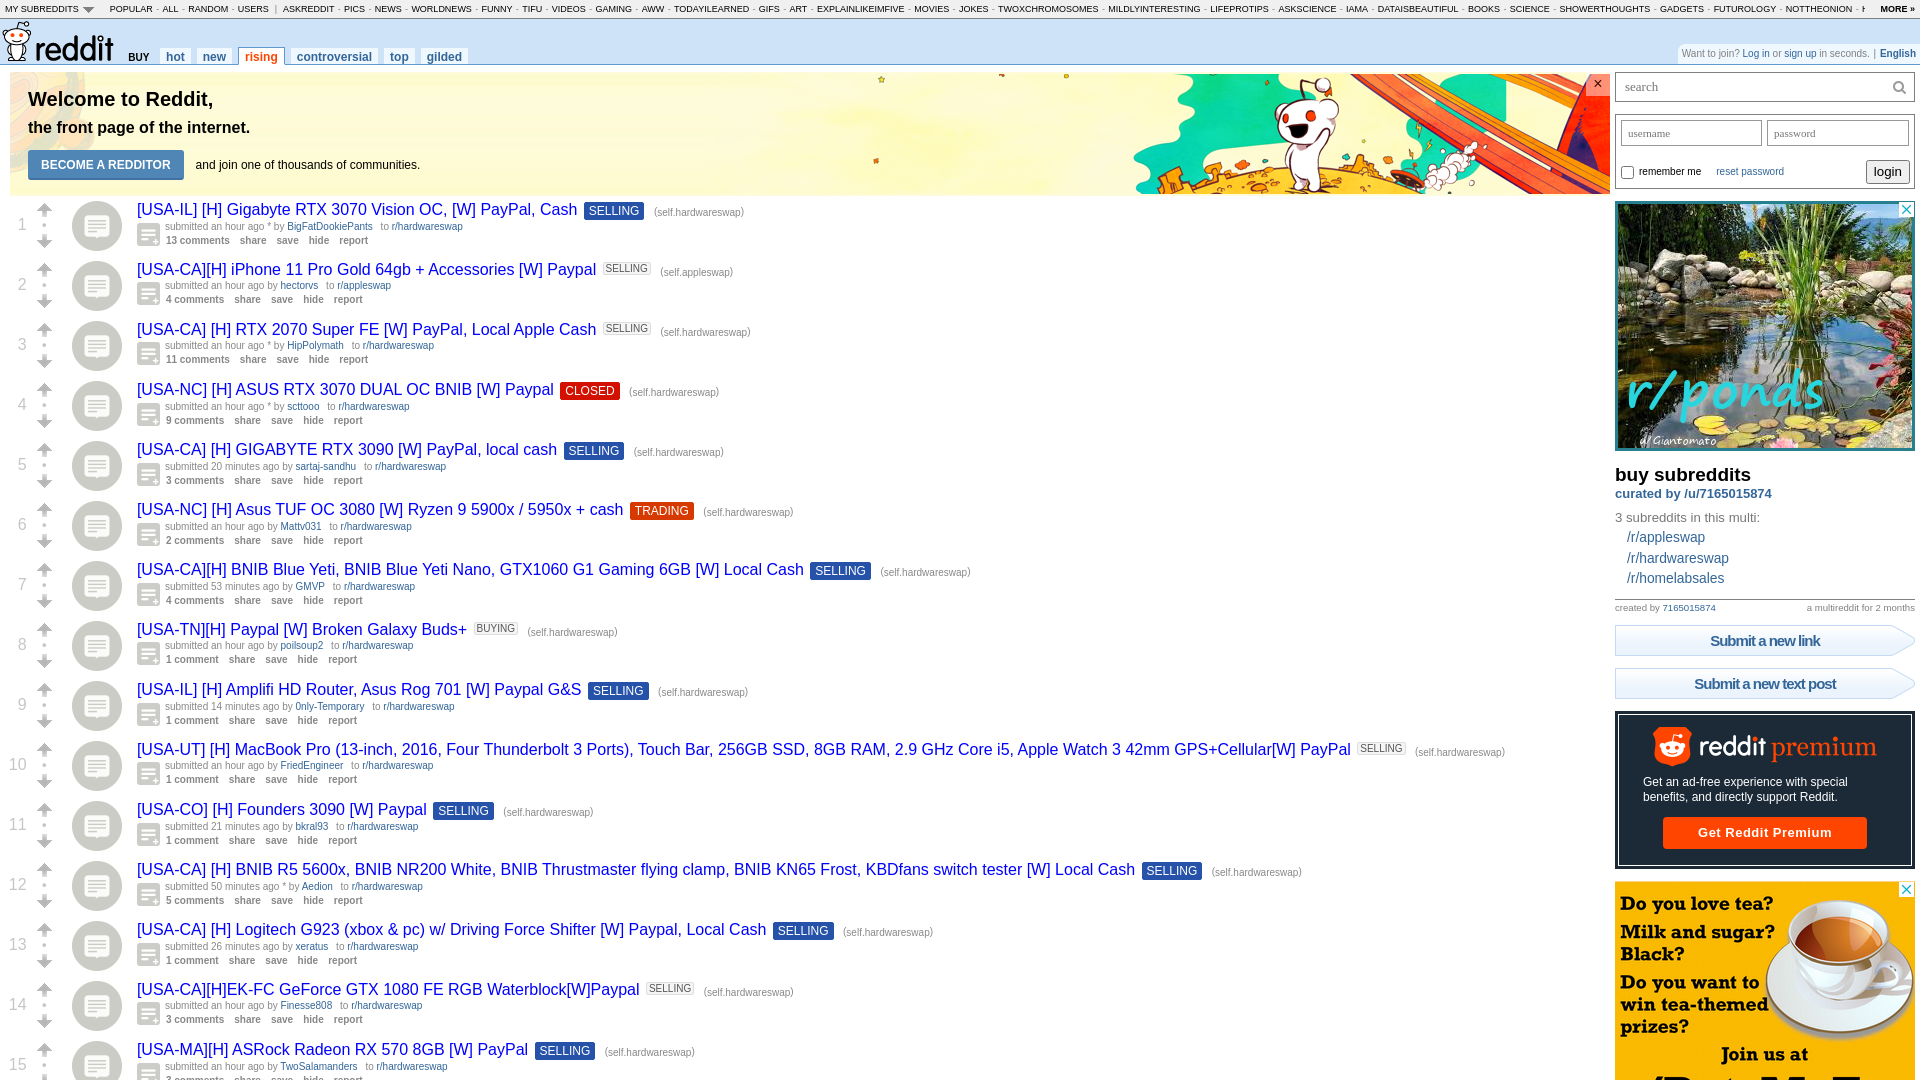 MY SUBREDDITS POPULAR - ALL - RANDOM - USERS | ASKREDDIT - PICS - NEWS - WORLDNEWS - FUNNY - TIFU - VIDEOS - GAMING - AWW - TODAYILEARNED - GIFS - ART - EXPLAINLIKEIMFIVE - MOVIES - JOKES - TWOXCHROMOSOMES - MILDLYINTERESTING - LIFEPROTIPS - ASKSCIENCE - IAMA - DATAISBEAUTIFUL - BOOKS - SCIENCE - SHOWERTHOUGHTS - GADGETS - FUTUROLOGY - NOTTHEONION - MORE »
reddit BUY hot new rising controversial top gilded
Want to join? Log in or sign up in seconds. | English
Welcome to Reddit,
the front page of the internet.
BECOME A REDDITOR and join one of thousands of communities.
×
1
[USA-IL] [H] Gigabyte RTX 3070 Vision OC, [W] PayPal, Cash SELLING (self.hardwareswap)
submitted an hour ago * by BigFatDookiePants to r/hardwareswap
13 comments share save hide report
2
[USA-CA][H] iPhone 11 Pro Gold 64gb + Accessories [W] Paypal SELLING (self.appleswap)
submitted an hour ago by hectorvs to r/appleswap
4 comments share save hide report
3
[USA-CA] [H] RTX 2070 Super FE [W] PayPal, Local Apple Cash SELLING (self.hardwareswap)
submitted an hour ago * by HipPolymath to r/hardwareswap
11 comments share save hide report
4
[USA-NC] [H] ASUS RTX 3070 DUAL OC BNIB [W] Paypal CLOSED (self.hardwareswap)
submitted an hour ago * by scttooo to r/hardwareswap
9 comments share save hide report
5
[USA-CA] [H] GIGABYTE RTX 3090 [W] PayPal, local cash SELLING (self.hardwareswap)
submitted 20 minutes ago by sartaj-sandhu to r/hardwareswap
3 comments share save hide report
6
[USA-NC] [H] Asus TUF OC 3080 [W] Ryzen 9 5900x / 5950x + cash TRADING (self.hardwareswap)
submitted an hour ago by Mattv031 to r/hardwareswap
2 comments share save hide report
7
[USA-CA][H] BNIB Blue Yeti, BNIB Blue Yeti Nano, GTX1060 G1 Gaming 6GB [W] Local Cash SELLING (self.hardwareswap)
submitted 53 minutes ago by GMVP to r/hardwareswap
4 comments share save hide report
8
[USA-TN][H] Paypal [W] Broken Galaxy Buds+ BUYING (self.hardwareswap)
submitted an hour ago by poilsoup2 to r/hardwareswap
1 comment share save hide report
9
[USA-IL] [H] Amplifi HD Router, Asus Rog 701 [W] Paypal G&S SELLING (self.hardwareswap)
submitted 14 minutes ago by 0nly-Temporary to r/hardwareswap
1 comment share save hide report
10
[USA-UT] [H] MacBook Pro (13-inch, 2016, Four Thunderbolt 3 Ports), Touch Bar, 256GB SSD, 8GB RAM, 2.9 GHz Core i5, Apple Watch 3 42mm GPS+Cellular[W] PayPal SELLING (self.hardwareswap)
submitted an hour ago by FriedEngineer to r/hardwareswap
1 comment share save hide report
11
[USA-CO] [H] Founders 3090 [W] Paypal SELLING (self.hardwareswap)
submitted 21 minutes ago by bkral93 to r/hardwareswap
1 comment share save hide report
12
[USA-CA] [H] BNIB R5 5600x, BNIB NR200 White, BNIB Thrustmaster flying clamp, BNIB KN65 Frost, KBDfans switch tester [W] Local Cash SELLING (self.hardwareswap)
submitted 50 minutes ago * by Aedion to r/hardwareswap
5 comments share save hide report
13
[USA-CA] [H] Logitech G923 (xbox & pc) w/ Driving Force Shifter [W] Paypal, Local Cash SELLING (self.hardwareswap)
submitted 26 minutes ago by xeratus to r/hardwareswap
1 comment share save hide report
14
[USA-CA][H]EK-FC GeForce GTX 1080 FE RGB Waterblock[W]Paypal SELLING (self.hardwareswap)
submitted an hour ago by Finesse808 to r/hardwareswap
3 comments share save hide report
15
[USA-MA][H] ASRock Radeon RX 570 8GB [W] PayPal SELLING (self.hardwareswap)
submitted an hour ago by TwoSalamanders to r/hardwareswap
3 comments share save hide report
search
username password
remember me reset password login
r/ponds
u/Giantomato
buy subreddits
curated by /u/7165015874
3 subreddits in this multi:
/r/appleswap
/r/hardwareswap
/r/homelabsales
created by 7165015874 a multireddit for 2 months
Submit a new link
Submit a new text post
reddit premium
Get an ad-free experience with special
benefits, and directly support Reddit.
Get Reddit Premium
Do you love tea?
Milk and sugar?
Black?
Do you want to
win tea-themed
prizes?
Join us at